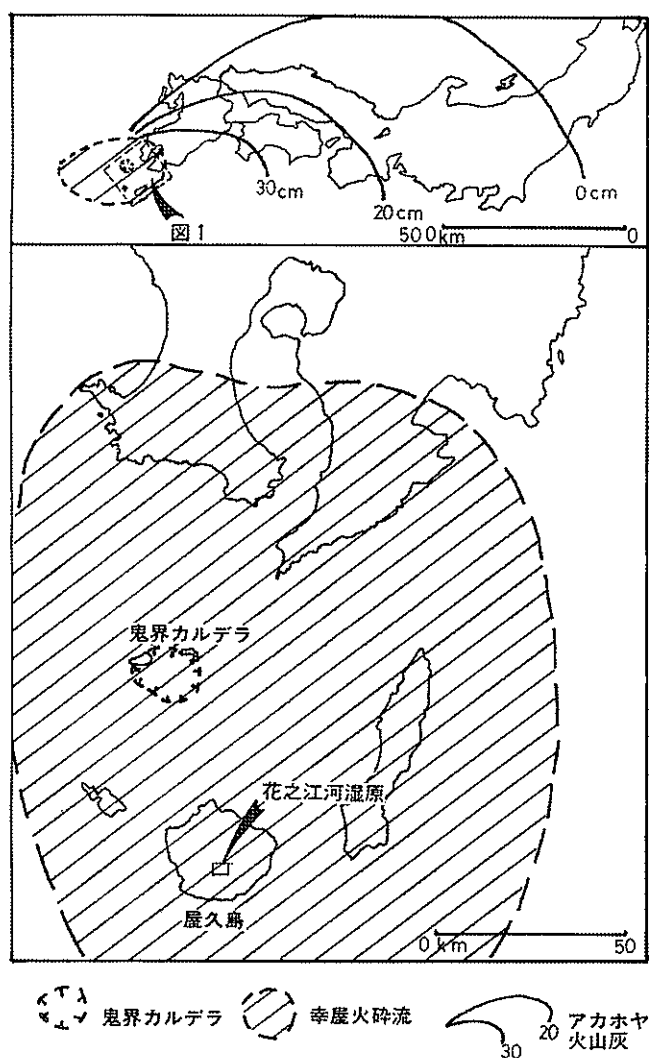 30cm
20cm
0cm
図1
500km 0
鬼界カルデラ
花之江河湿原
屋久島
0km 50
鬼界カルデラ
幸屋火砕流
20
30
アカホヤ
火山灰